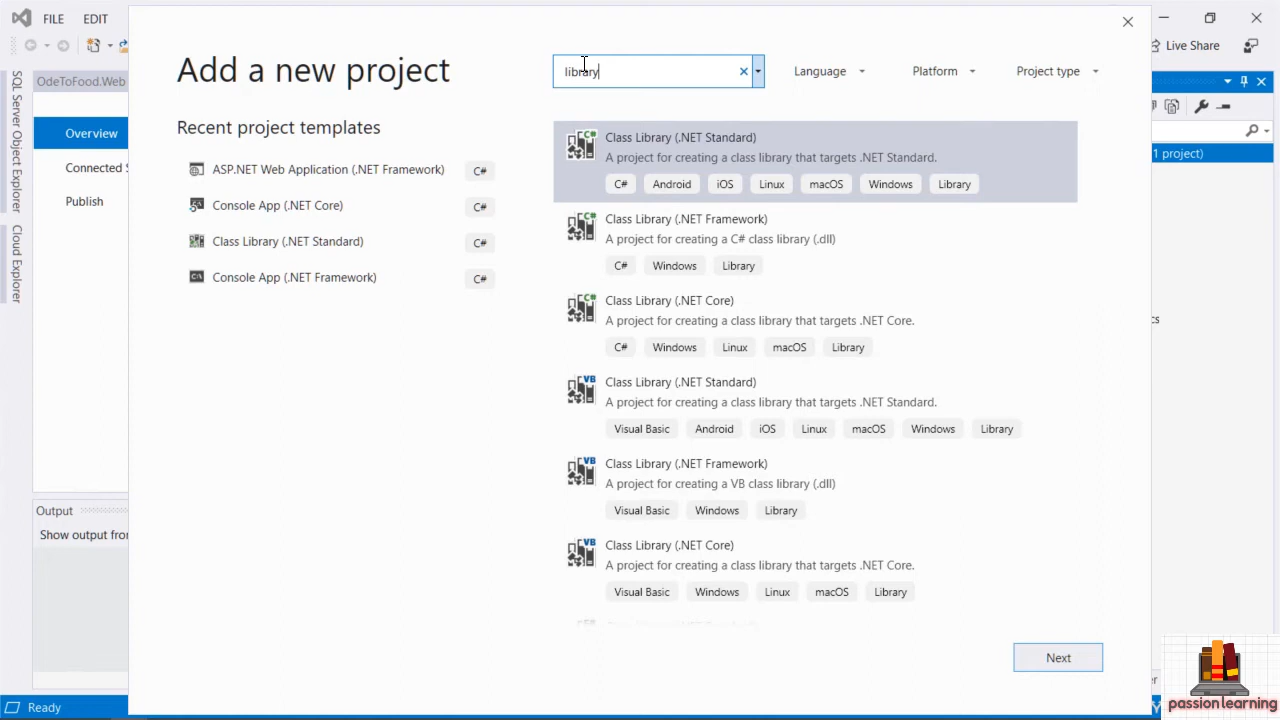 FILE
EDIT
Live Share
SQL Server Object Explorer
Cloud Explorer
OdeToFood.Web
Overview
Connected S
Publish
Output
Show output from
Ready
Add a new project
library
Language
Platform
Project type
Recent project templates
ASP.NET Web Application (.NET Framework) C#
Console App (.NET Core) C#
Class Library (.NET Standard) C#
Console App (.NET Framework) C#
Class Library (.NET Standard)
A project for creating a class library that targets .NET Standard.
C# Android iOS Linux macOS Windows Library
Class Library (.NET Framework)
A project for creating a C# class library (.dll)
C# Windows Library
Class Library (.NET Core)
A project for creating a class library that targets .NET Core.
C# Windows Linux macOS Library
Class Library (.NET Standard)
A project for creating a class library that targets .NET Standard.
Visual Basic Android iOS Linux macOS Windows Library
Class Library (.NET Framework)
A project for creating a VB class library (.dll)
Visual Basic Windows Library
Class Library (.NET Core)
A project for creating a class library that targets .NET Core.
Visual Basic Windows Linux macOS Library
Next
1 project)
cs
er
passion learning